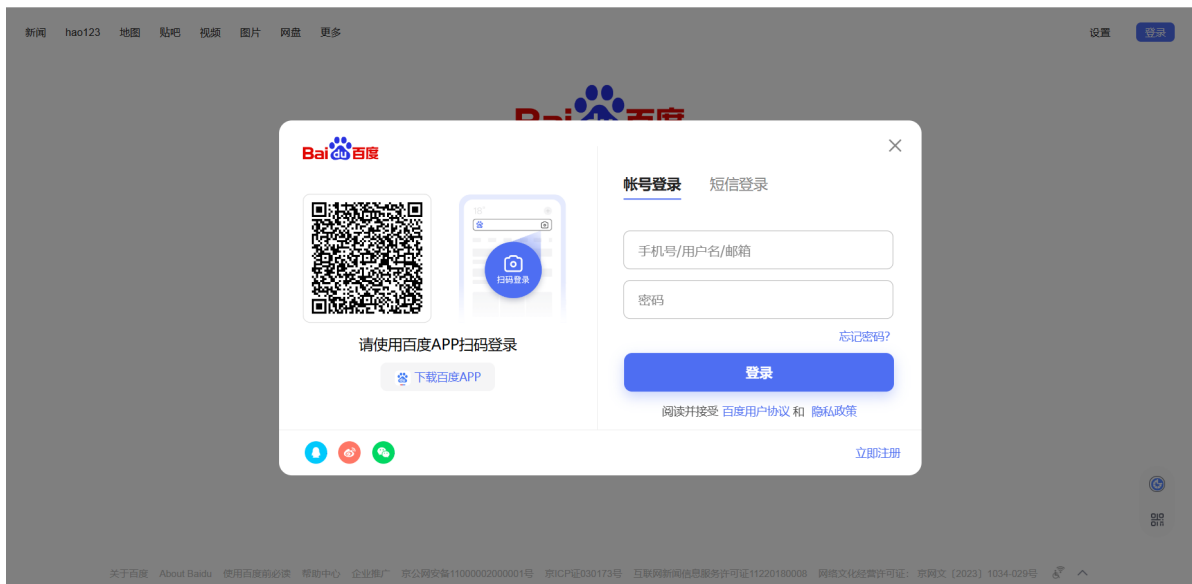 新闻 hao123 地图 贴吧 视频 图片 网盘 更多 设置 登录
Bai du 百度
Bai du 百度
帐号登录 短信登录
手机号/用户名/邮箱
扫码登录
密码
忘记密码?
请使用百度APP扫码登录
登录
下载百度APP
阅读并接受 百度用户协议 和 隐私政策
立即注册
关于百度 About Baidu 使用百度前必读 帮助中心 企业推广 京公网安备11000002000001号 京ICP证030173号 互联网新闻信息服务许可证11220180008 网络文化经营许可证: 京网文〔2023〕1034-029号